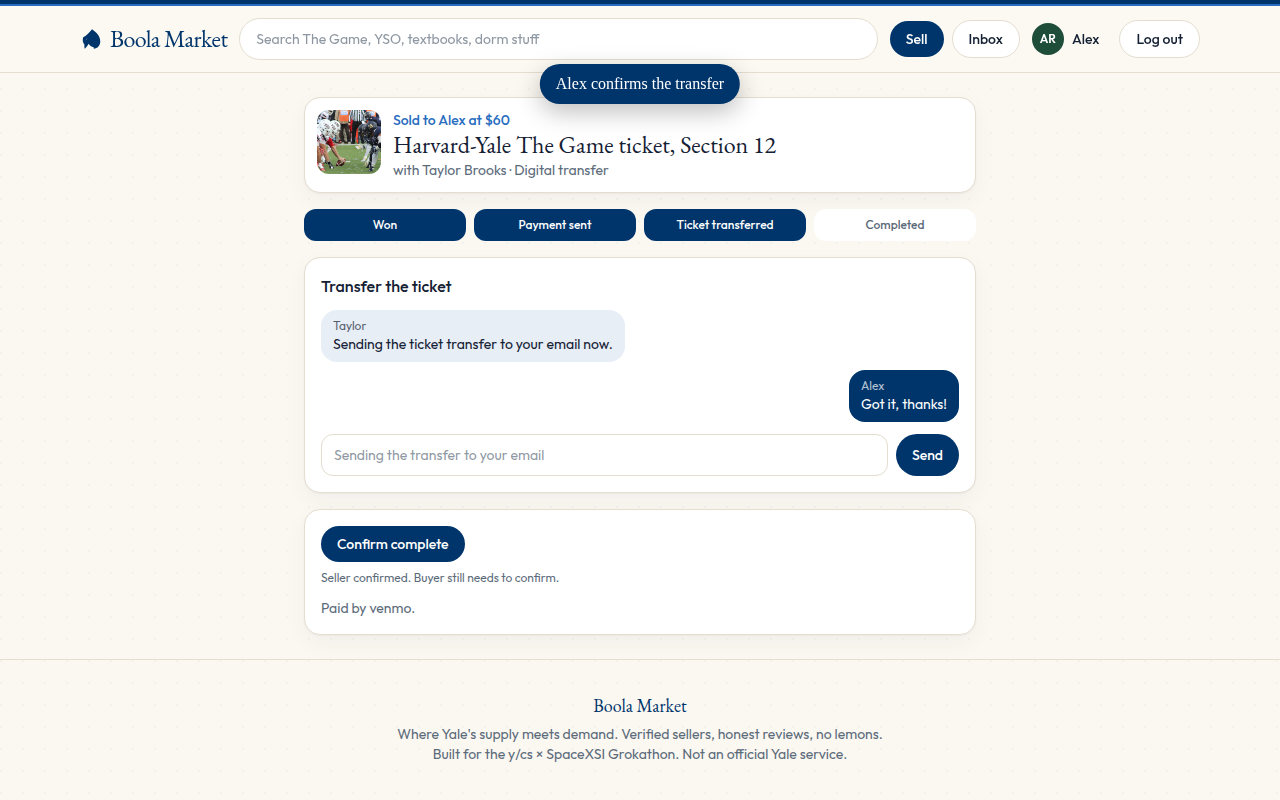 Boola Market
Search The Game, YSO, textbooks, dorm stuff
Sell
Inbox
AR
Alex
Log out
Alex confirms the transfer
Sold to Alex at $60
Harvard-Yale The Game ticket, Section 12
with Taylor Brooks · Digital transfer
Won
Payment sent
Ticket transferred
Completed
Transfer the ticket
Taylor
Sending the ticket transfer to your email now.
Alex
Got it, thanks!
Sending the transfer to your email
Send
Confirm complete
Seller confirmed. Buyer still needs to confirm.
Paid by venmo.
Boola Market
Where Yale's supply meets demand. Verified sellers, honest reviews, no lemons.
Built for the y/cs × SpaceXSI Grokathon. Not an official Yale service.